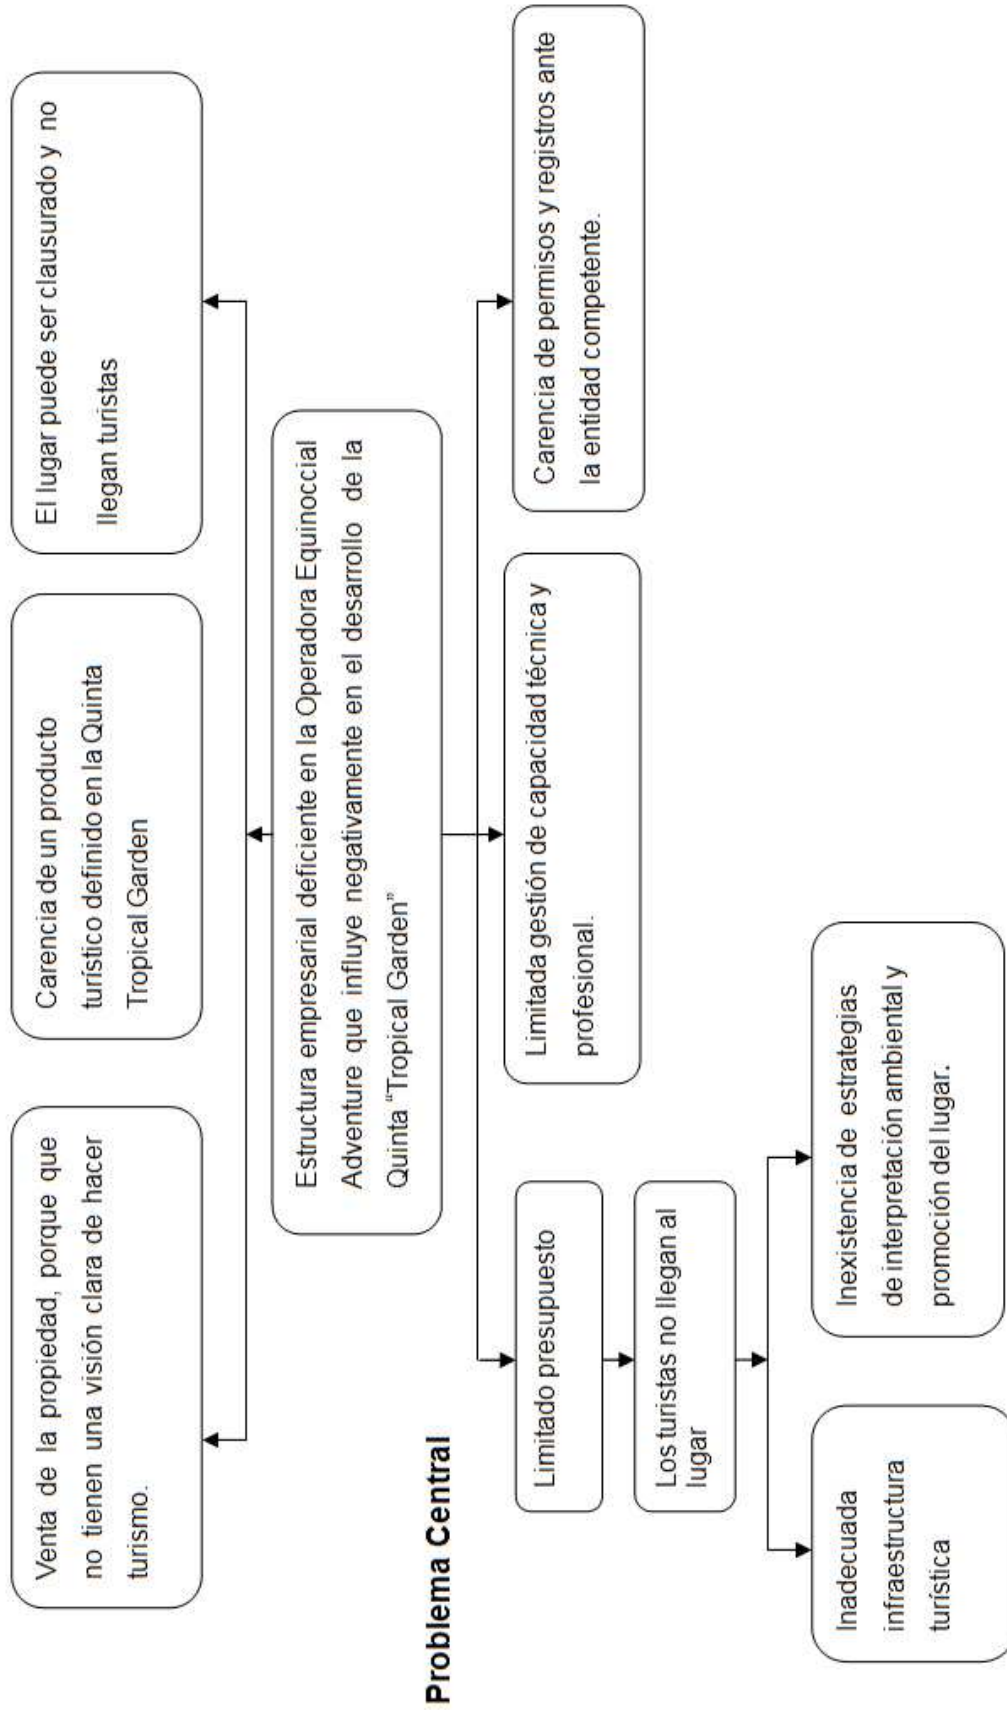 Venta de la propiedad, porque que
no tienen una visión clara de hacer
turismo.
Carencia de un producto
turístico definido en la Quinta
Tropical Garden
El lugar puede ser clausurado y no
llegan turistas
Estructura empresarial deficiente en la Operadora Equinoccial
Adventure que influye negativamente en el desarrollo de la
Quinta “Tropical Garden”
Problema Central
Limitado presupuesto
Limitada gestión de capacidad técnica y
profesional.
Carencia de permisos y registros ante
la entidad competente.
Los turistas no llegan al
lugar
Inadecuada
infraestructura
turística
Inexistencia de estrategias
de interpretación ambiental y
promoción del lugar.